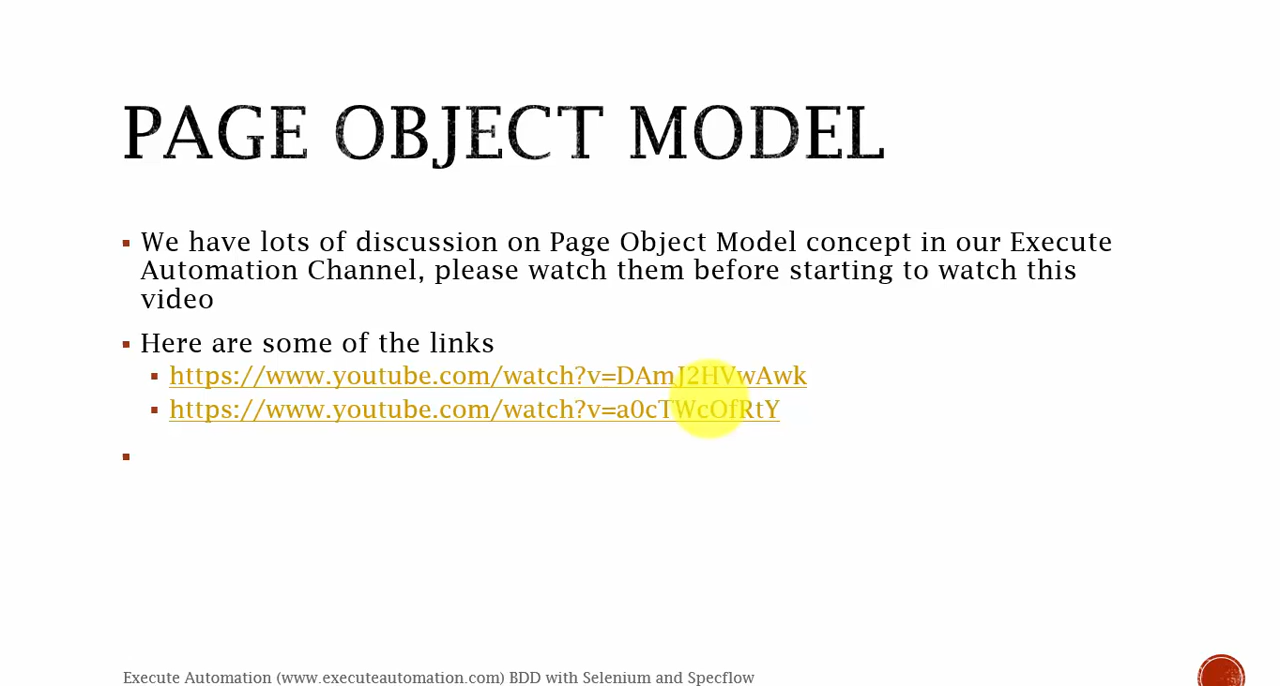 PAGE OBJECT MODEL
We have lots of discussion on Page Object Model concept in our Execute
Automation Channel, please watch them before starting to watch this
video
Here are some of the links
https://www.youtube.com/watch?v=DAmJ2HVwAwk
https://www.youtube.com/watch?v=a0cTWcOfRtY
Execute Automation (www.executeautomation.com) BDD with Selenium and Specflow